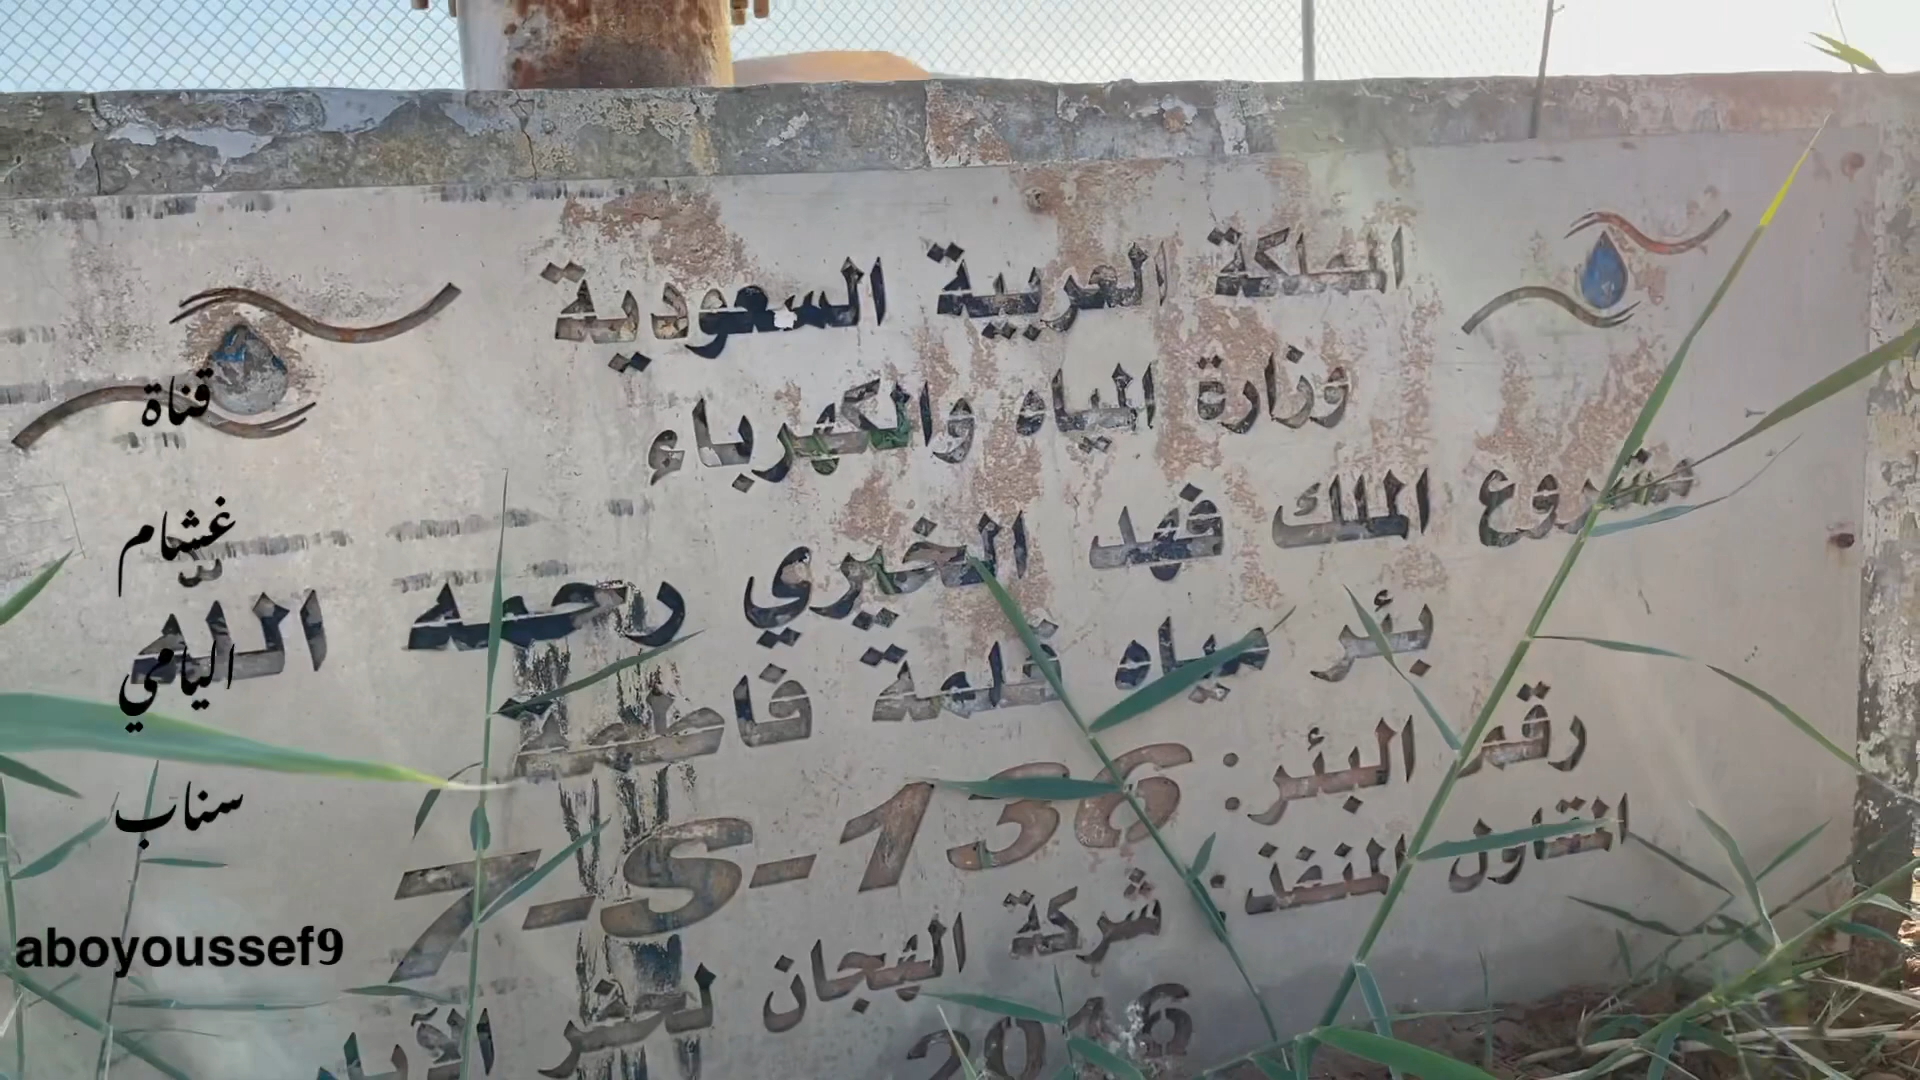 المملكة العربية السعودية
وزارة المياه والكهرباء
مشروع الملك فهد الخيري رحمه الله
بئر مياه قلمة فاطمة
رقم البئر: 7-S-136
المقاول المنفذ: شركة الهجان لحفر الآبار
2016
قناة
غشام
اليامي
سناب
aboyoussef9